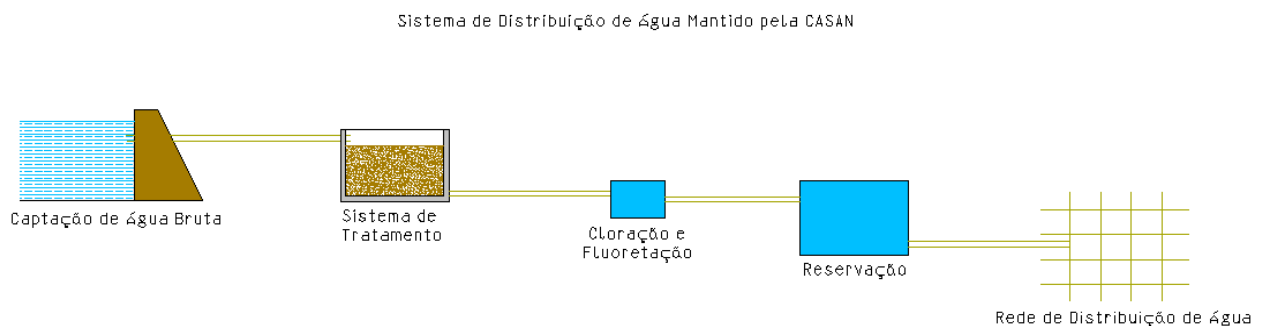 Sistema de Distribuição de Água Mantido pela CASAN
Captação de Água Bruta
Sistema de
Tratamento
Cloração e
Fluoretação
Reservação
Rede de Distribuição de Água